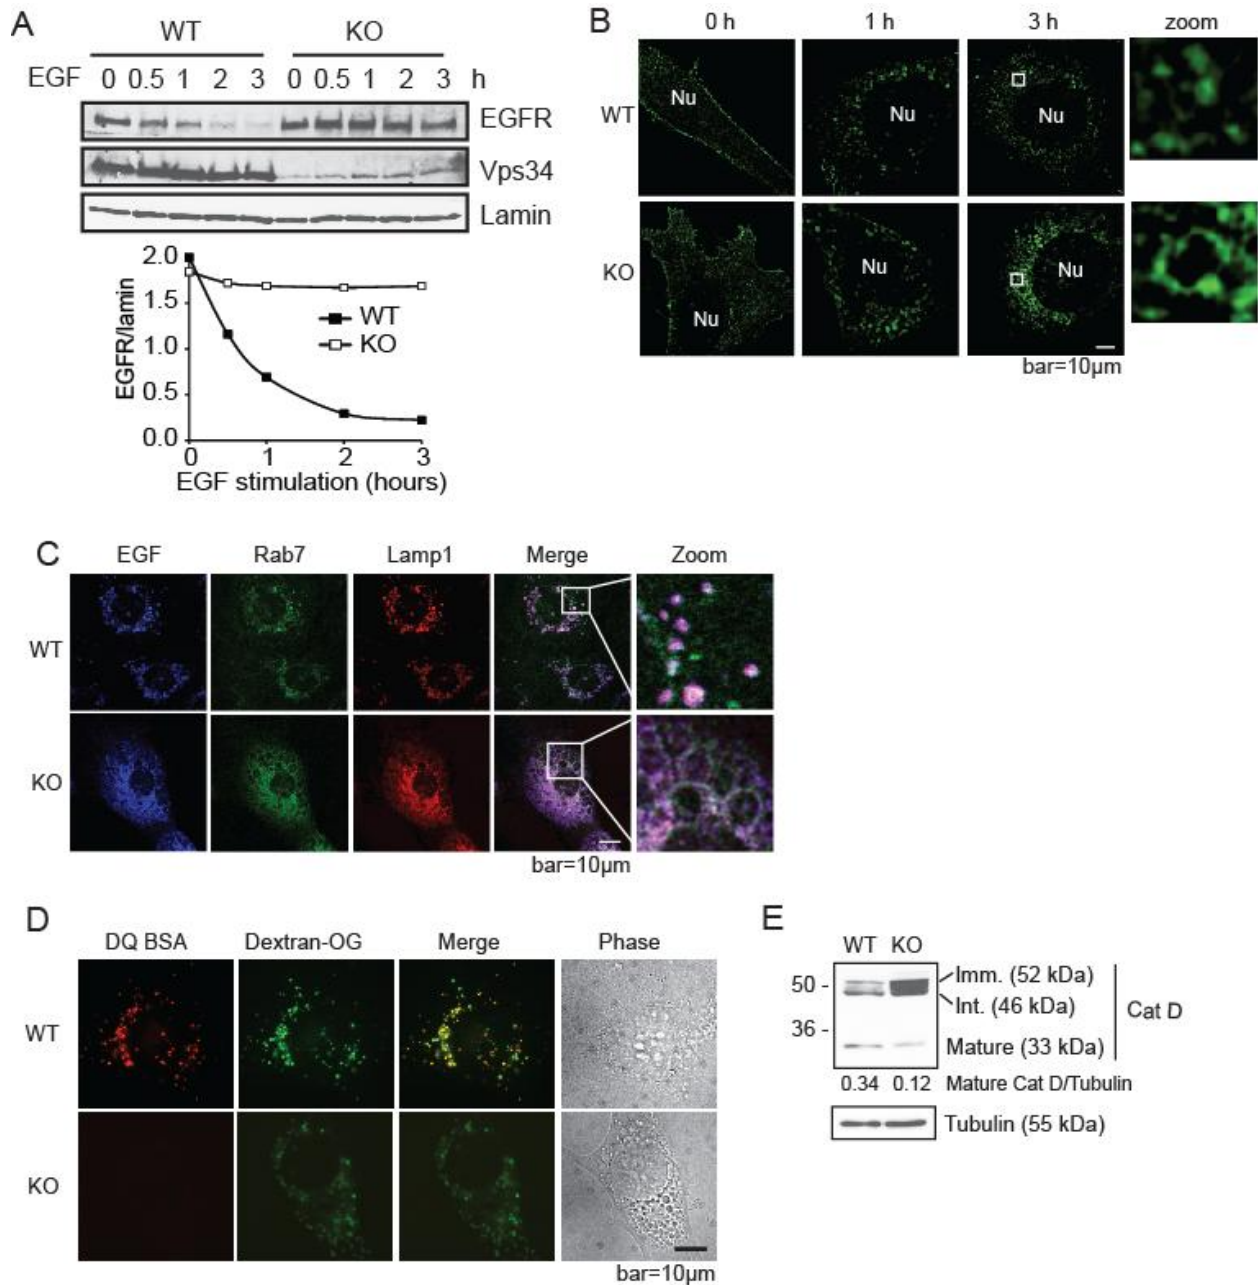 A
WT KO
EGF 0 0.5 1 2 3 0 0.5 1 2 3 h
EGFR
Vps34
Lamin
2.0
1.5
1.0
0.5
0.0
EGFR/lamin
WT
KO
0 1 2 3
EGF stimulation (hours)
B
0 h 1 h 3 h zoom
WT Nu Nu Nu
KO Nu Nu Nu
bar=10µm
C
EGF Rab7 Lamp1 Merge Zoom
WT
KO
bar=10µm
D
DQ BSA Dextran-OG Merge Phase
WT
KO
bar=10µm
E
WT KO
50 - Imm. (52 kDa)
Int. (46 kDa)
Cat D
36 -
Mature (33 kDa)
0.34 0.12 Mature Cat D/Tubulin
Tubulin (55 kDa)